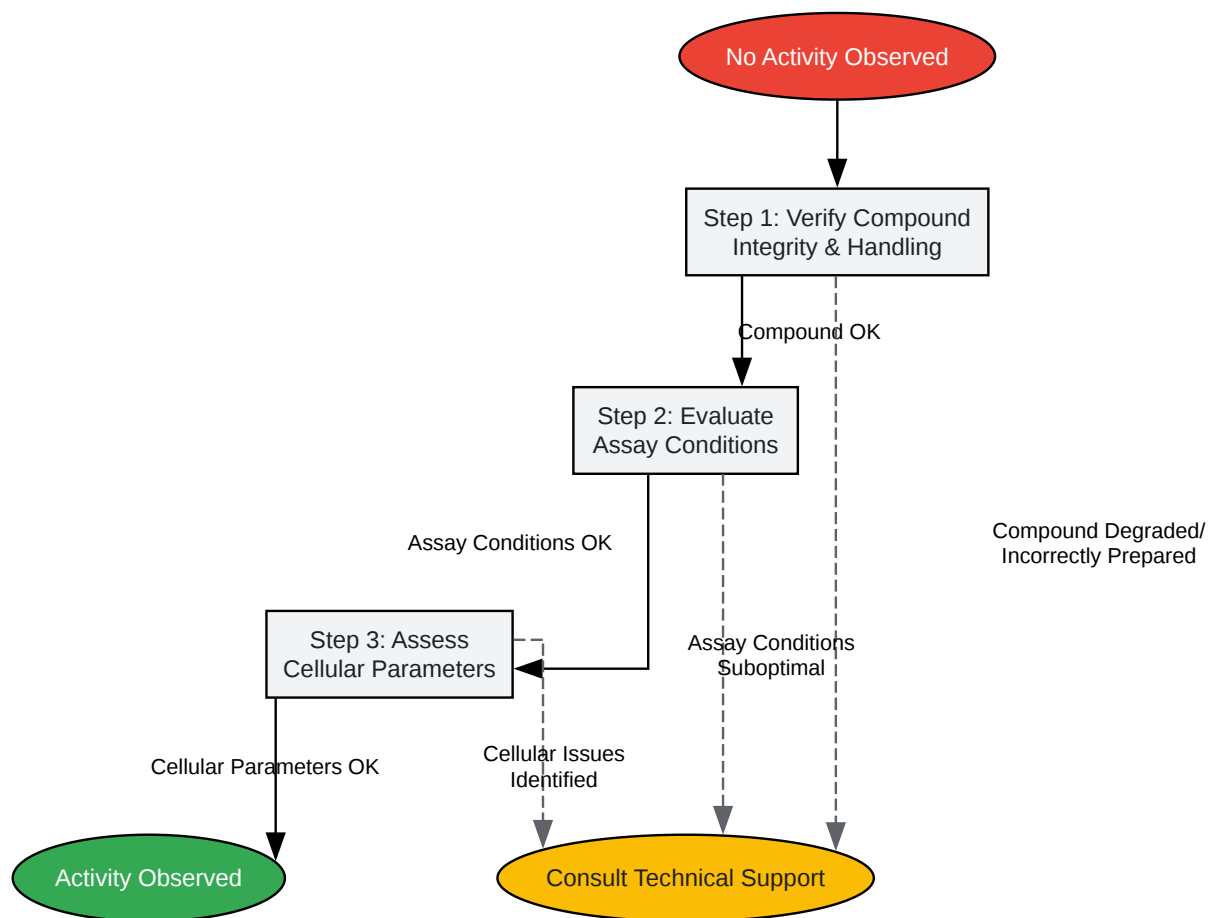 No Activity Observed
Step 1: Verify Compound
Integrity & Handling
Compound OK
Step 2: Evaluate
Assay Conditions
Assay Conditions OK
Compound Degraded/
Incorrectly Prepared
Step 3: Assess
Cellular Parameters
Assay Conditions
Suboptimal
Cellular Parameters OK
Cellular Issues
Identified
Activity Observed
Consult Technical Support